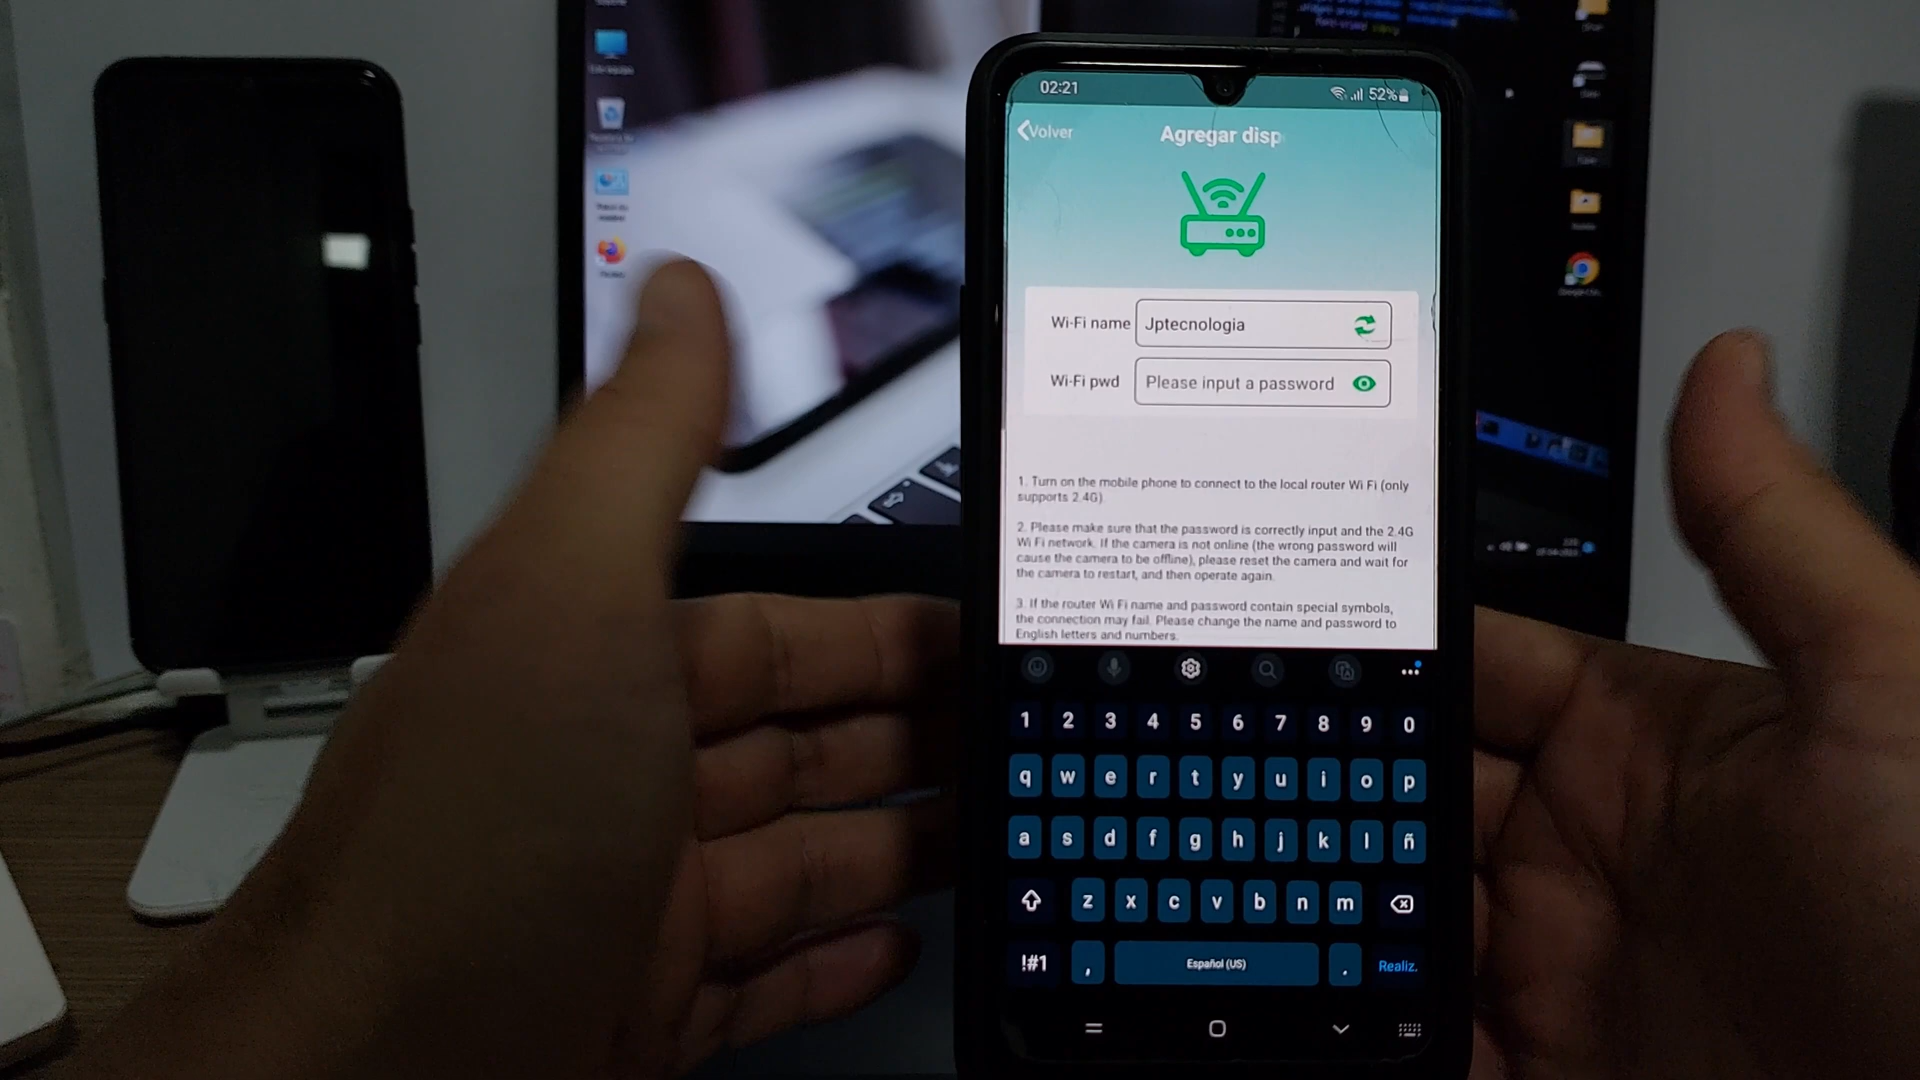 02:21
52%
Volver
Agregar disp
Wi-Fi name
Jptecnologia
Wi-Fi pwd
Please input a password
1. Turn on the mobile phone to connect to the local router Wi Fi (only
supports 2.4G).
2. Please make sure that the password is correctly input and the 2.4G
Wi Fi network. If the camera is not online (the wrong password will
cause the camera to be offline), please reset the camera and wait for
the camera to restart, and then operate again.
3. If the router Wi Fi name and password contain special symbols,
the connection may fail. Please change the name and password to
English letters and numbers.
1 2 3 4 5 6 7 8 9 0
q w e r t y u i o p
a s d f g h j k l ñ
z x c v b n m
!#1 , Español (US) . Realiz.